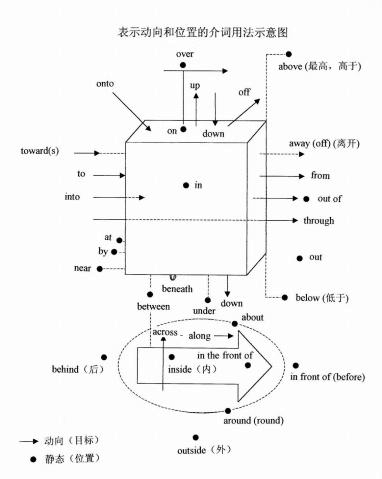 表示动向和位置的介词用法示意图
over
above (最高，高于)
onto
up
off
on
down
toward(s)
away (off) (离开)
to
from
in
into
out of
through
at
by
out
near
beneath
between
under
down
below (低于)
about
across
along
in the front of
behind (后)
inside (内)
in front of (before)
around (round)
动向（目标）
outside (外)
静态（位置）